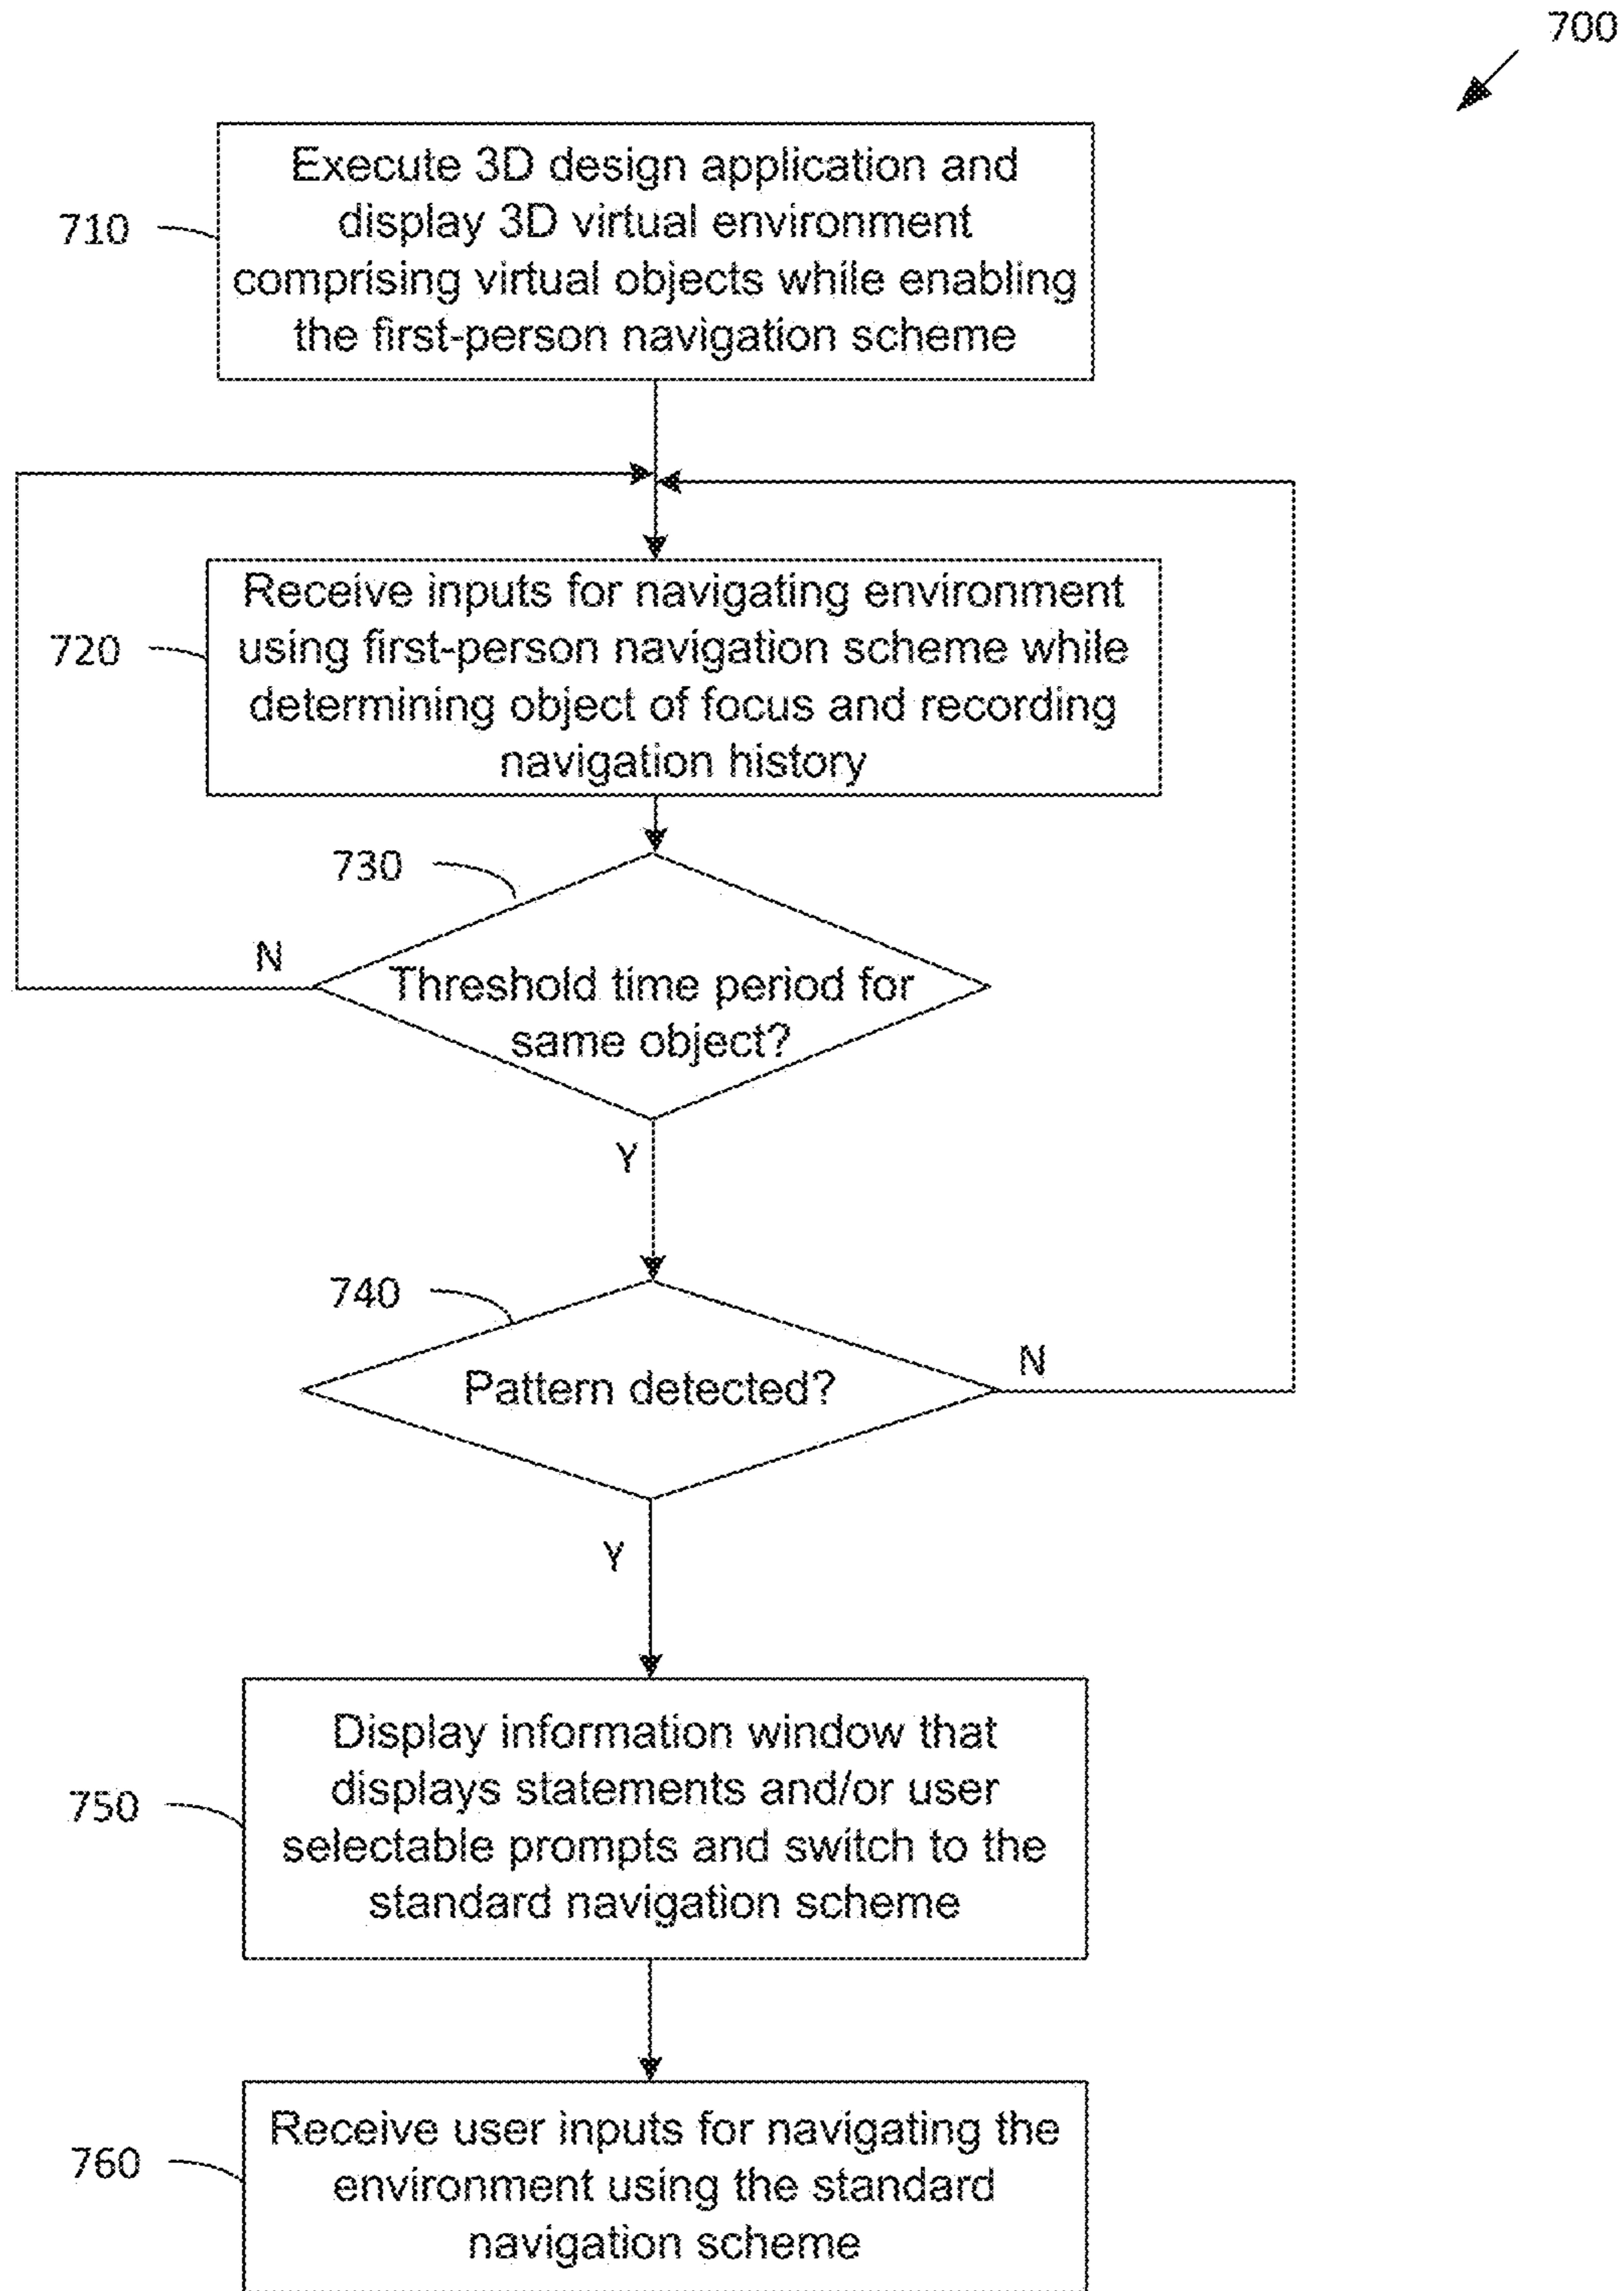 700
Execute 3D design application and
display 3D virtual environment
comprising virtual objects while enabling
the first-person navigation scheme
710
Receive inputs for navigating environment
using first-person navigation scheme while
determining object of focus and recording
navigation history
720
730
N
Threshold time period for
same object?
Y
740
N
Pattern detected?
Y
Display information window that
displays statements and/or user
selectable prompts and switch to the
standard navigation scheme
750
Receive user inputs for navigating the
environment using the standard
navigation scheme
760